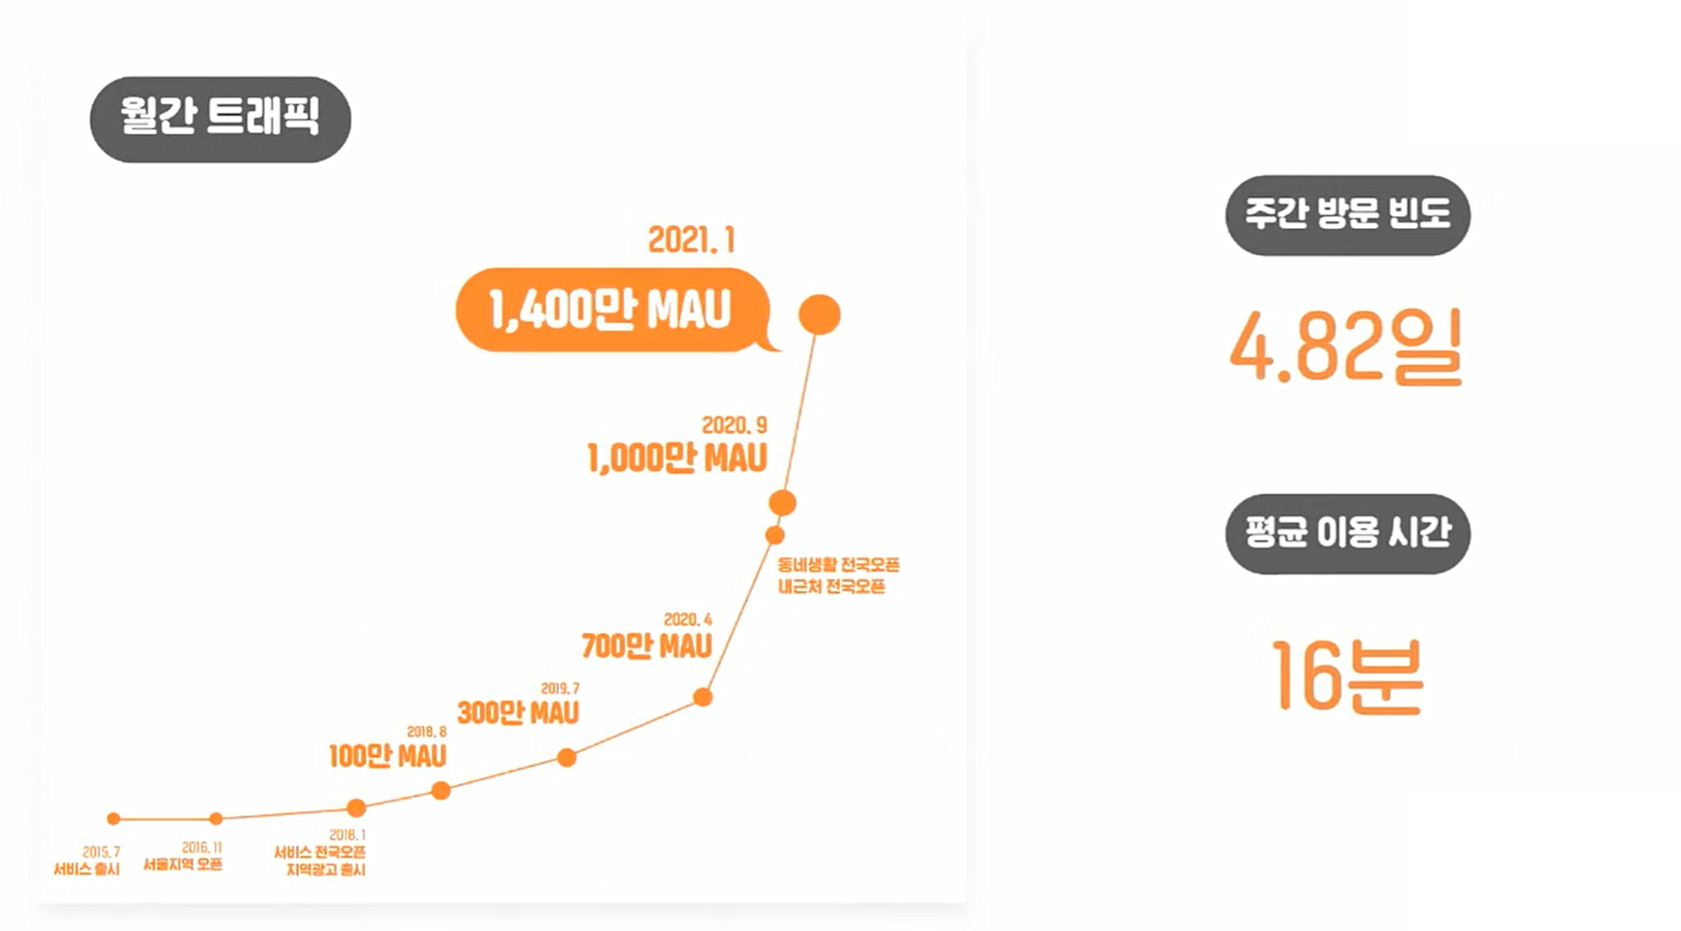 월간 트래픽
2021. 1
1,400만 MAU
2020. 9
1,000만 MAU
동네생활 전국오픈
내근처 전국오픈
2020. 4
700만 MAU
2019. 7
300만 MAU
2018. 8
100만 MAU
2018. 1
서비스 전국오픈
지역광고 출시
2016. 11
서울지역 오픈
2015. 7
서비스 출시
주간 방문 빈도
4.82일
평균 이용 시간
16분